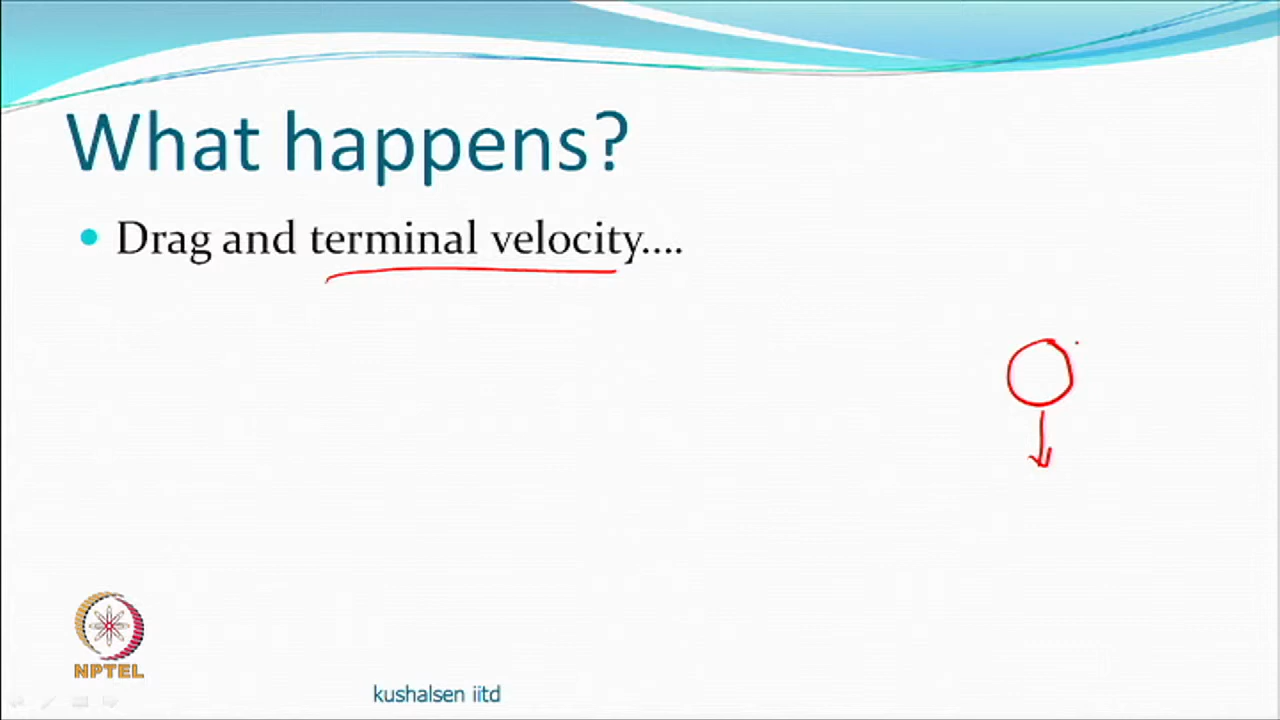 What happens?
Drag and terminal velocity....
NPTEL
kushalsen iitd